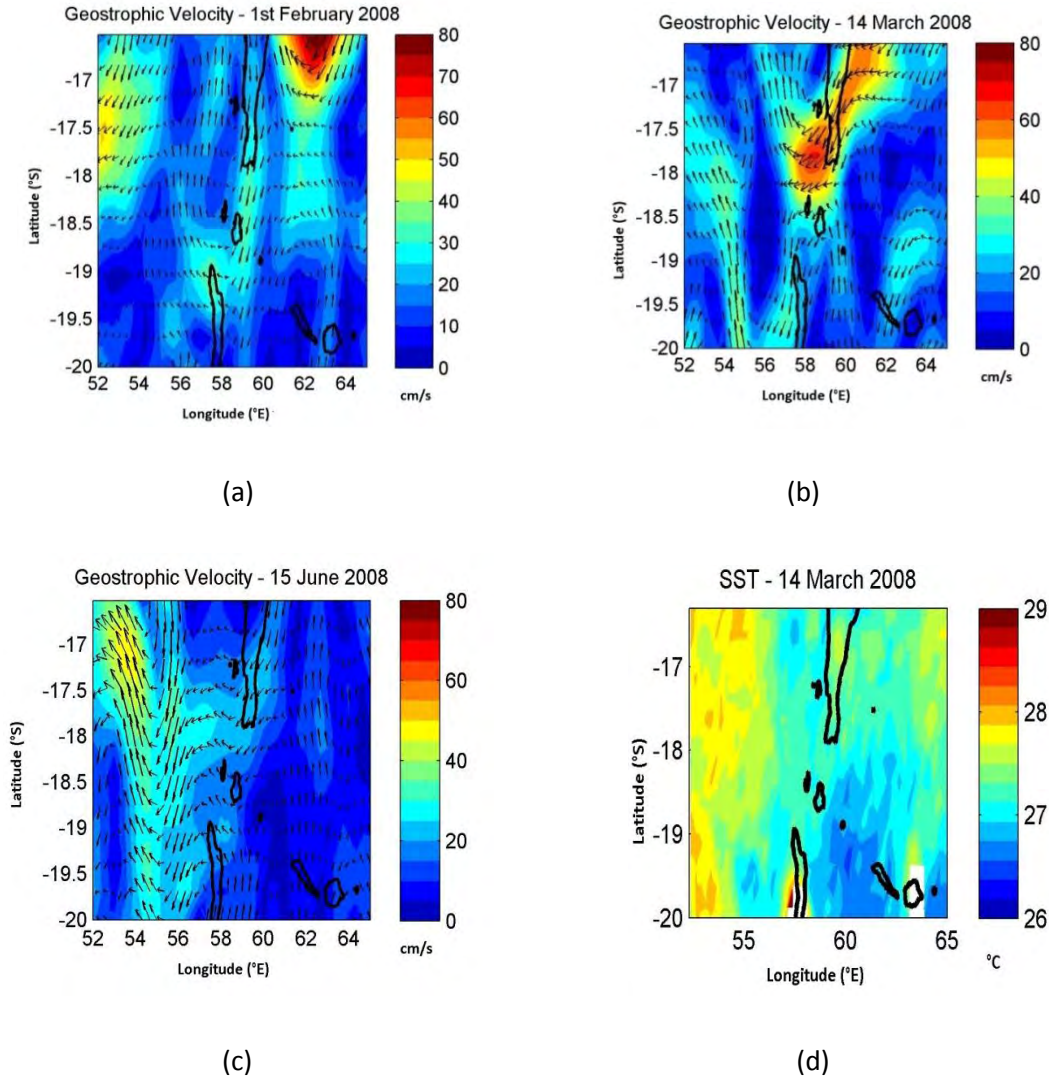 Geostrophic Velocity - 1st February 2008
80
70
60
50
40
30
20
10
0
cm/s
-17
-17.5
-18
-18.5
-19
-19.5
-20
Latitude (°S)
52 54 56 58 60 62 64
Longitude (°E)
(a)
Geostrophic Velocity - 14 March 2008
80
60
40
20
0
cm/s
-17
-17.5
-18
-18.5
-19
-19.5
-20
Latitude (°S)
52 54 56 58 60 62 64
Longitude (°E)
(b)
Geostrophic Velocity - 15 June 2008
80
60
40
20
0
cm/s
-17
-17.5
-18
-18.5
-19
-19.5
-20
Latitude (°S)
52 54 56 58 60 62 64
Longitude (°E)
(c)
SST - 14 March 2008
29
28
27
26
°C
-17
-18
-19
-20
Latitude (°S)
55 60 65
Longitude (°E)
(d)